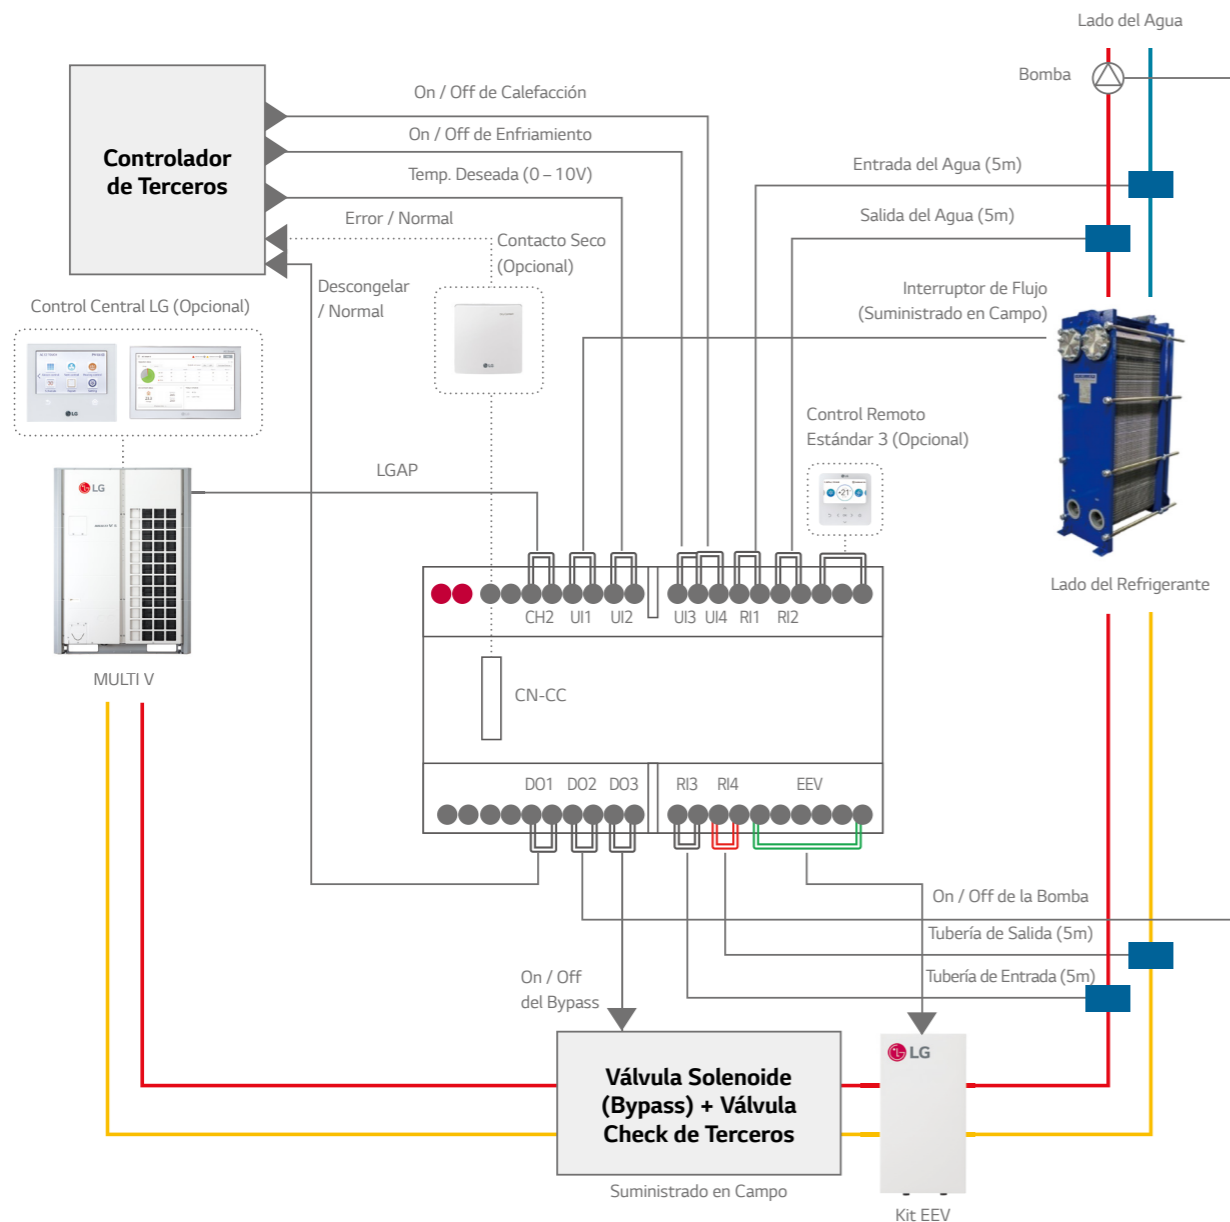 Lado del Agua
Bomba
On / Off de Calefacción
On / Off de Enfriamiento
Temp. Deseada (0 – 10V)
Controlador
de Terceros
Error / Normal
Contacto Seco
(Opcional)
Descongelar
/ Normal
Entrada del Agua (5m)
Salida del Agua (5m)
Interruptor de Flujo
(Suministrado en Campo)
Control Central LG (Opcional)
LG
LG
Control Remoto
Estándar 3 (Opcional)
LGAP
LG
MULTI V
Lado del Refrigerante
CH2
UI1
UI2
UI3
UI4
RI1
RI2
CN-CC
DO1
DO2
DO3
RI3
RI4
EEV
On / Off de la Bomba
Tubería de Salida (5m)
Tubería de Entrada (5m)
On / Off
del Bypass
Válvula Solenoide
(Bypass) + Válvula
Check de Terceros
Suministrado en Campo
LG
Kit EEV